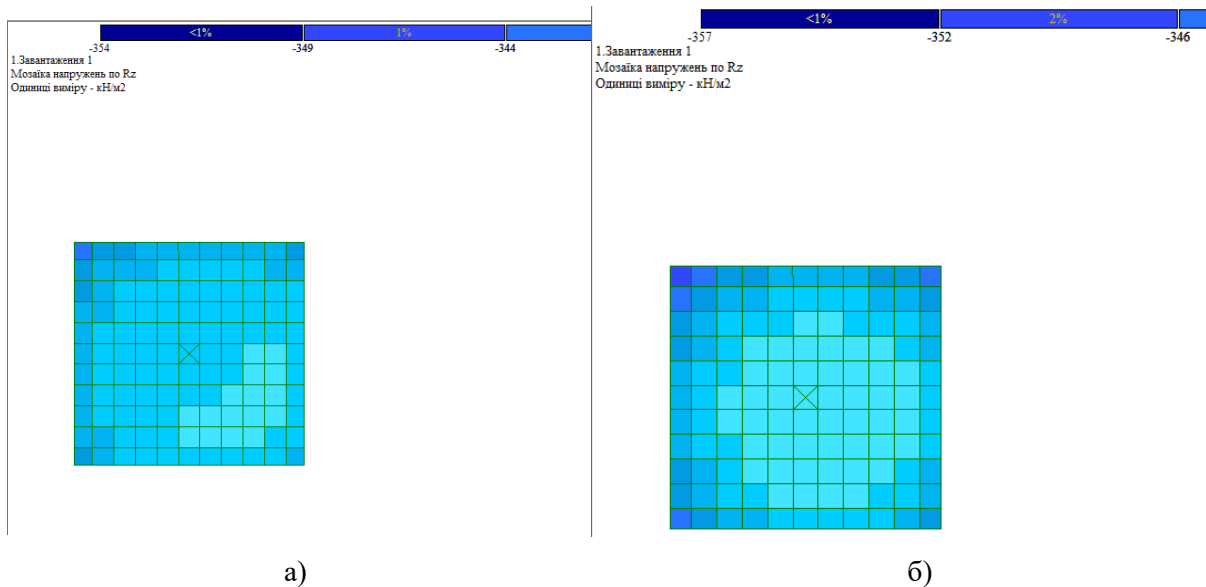 <1% 1%
-354 -349 -344
1.Завантаження 1
Мозаїка напружень по Rz
Одиниці виміру - кН/м2
<1% 2%
-357 -352 -346
1.Завантаження 1
Мозаїка напружень по Rz
Одиниці виміру - кН/м2
а) б)